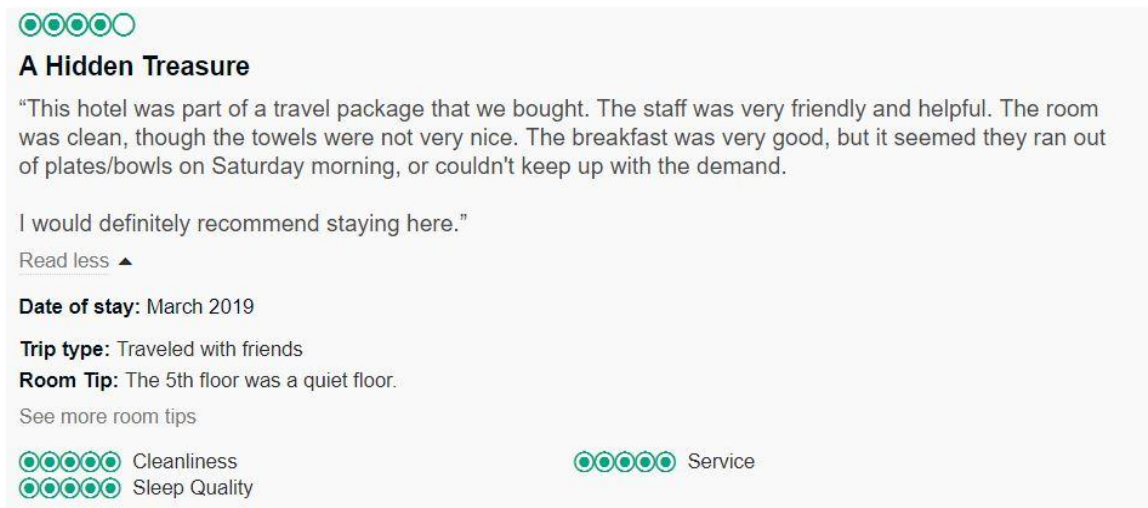 A Hidden Treasure
“This hotel was part of a travel package that we bought. The staff was very friendly and helpful. The room
was clean, though the towels were not very nice. The breakfast was very good, but it seemed they ran out
of plates/bowls on Saturday morning, or couldn't keep up with the demand.
I would definitely recommend staying here.”
Read less
Date of stay: March 2019
Trip type: Traveled with friends
Room Tip: The 5th floor was a quiet floor.
See more room tips
Cleanliness
Service
Sleep Quality